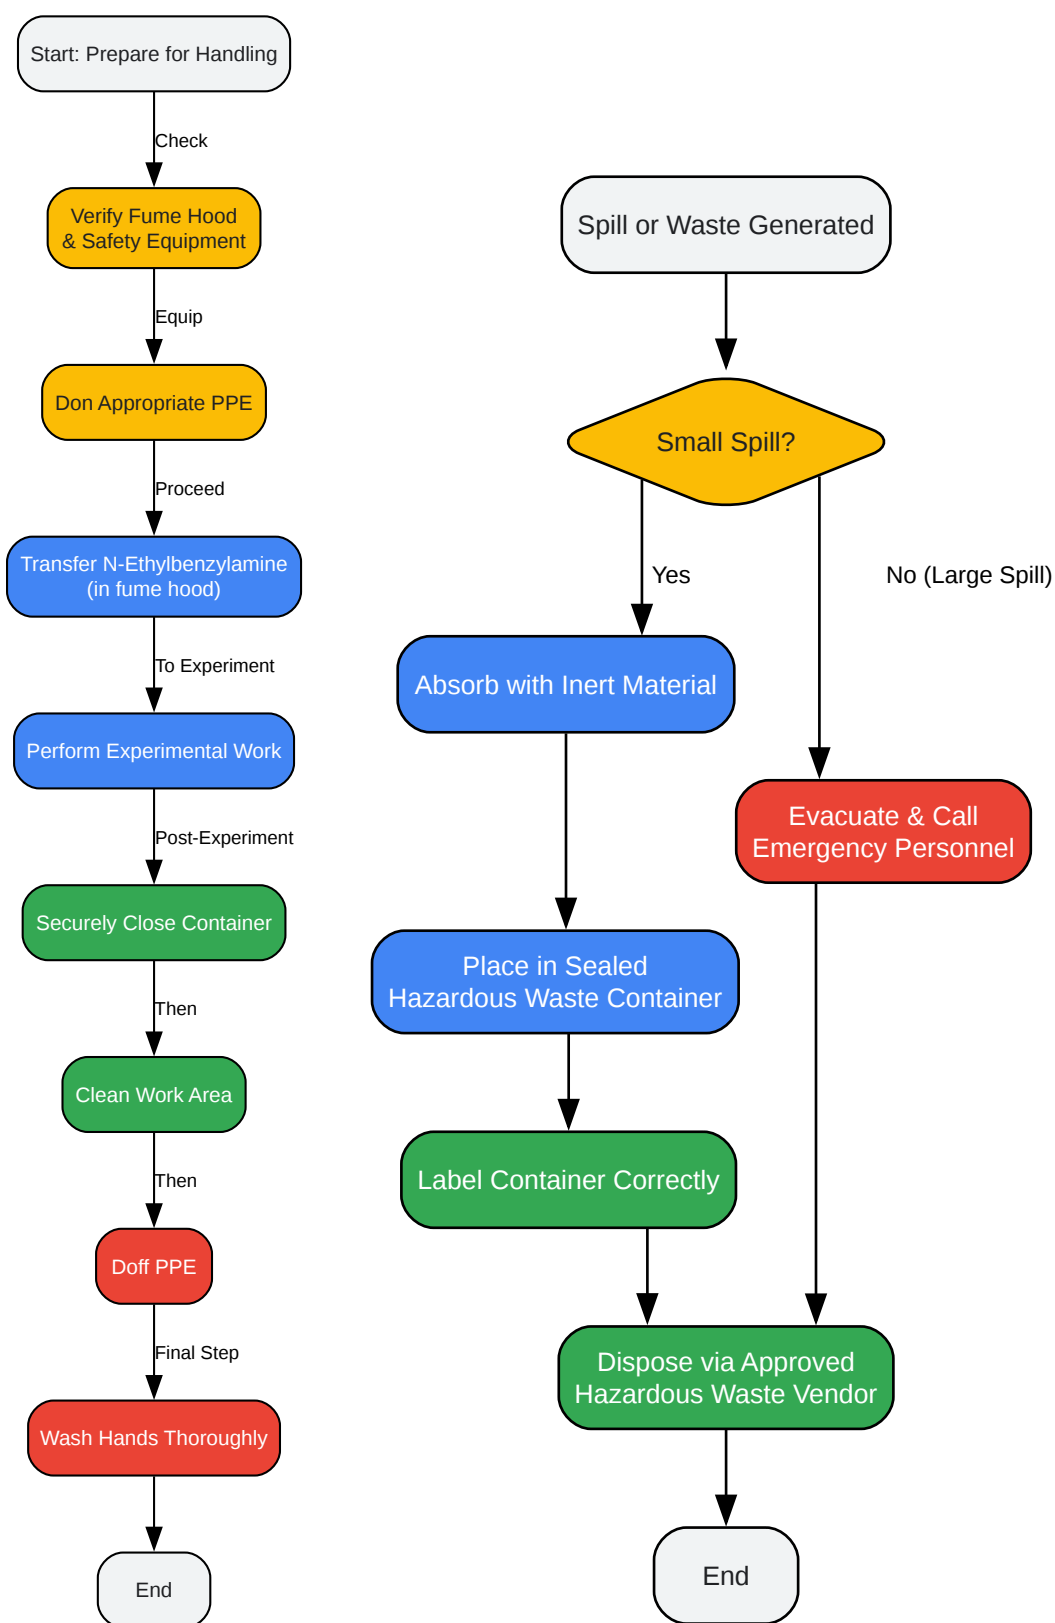 Start: Prepare for Handling
Check
Verify Fume Hood
& Safety Equipment
Equip
Don Appropriate PPE
Proceed
Transfer N-Ethylbenzylamine
(in fume hood)
To Experiment
Perform Experimental Work
Post-Experiment
Securely Close Container
Then
Clean Work Area
Then
Doff PPE
Final Step
Wash Hands Thoroughly
End
Spill or Waste Generated
Small Spill?
Yes
No (Large Spill)
Absorb with Inert Material
Evacuate & Call
Emergency Personnel
Place in Sealed
Hazardous Waste Container
Label Container Correctly
Dispose via Approved
Hazardous Waste Vendor
End